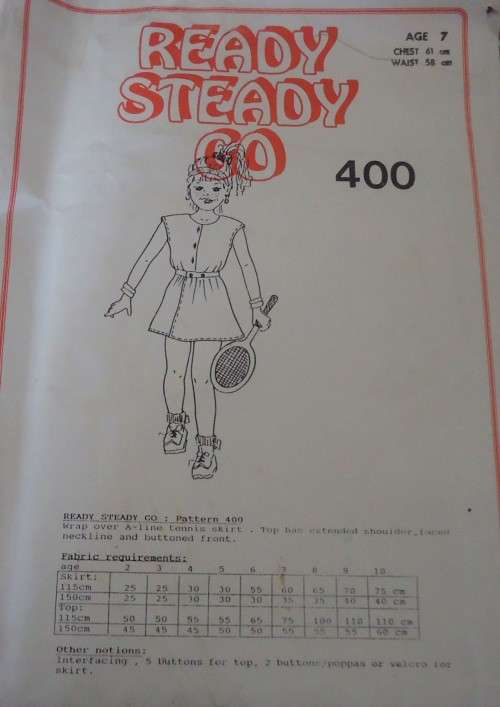 READY
STEADY
GO
AGE 7
CHEST 61 cm
WAIST 58 cm
400
READY STEADY GO : Pattern 400
Wrap over A-line tennis skirt . Top has extended shoulder,faced
neckline and buttoned front.
Fabric requirements:
age 2 3 4 5 6 7 8 9 10
Skirt:
115cm 25 25 30 30 55 60 65 70 75 cm
150cm 25 25 30 30 30 35 35 40 40 cm
Top:
115cm 50 50 55 55 65 75 100 110 110 cm
150cm 45 45 45 50 50 55 55 55 60 cm
Other notions:
Interfacing , 5 Buttons for top, 2 buttons/poppas or velcro for
skirt.